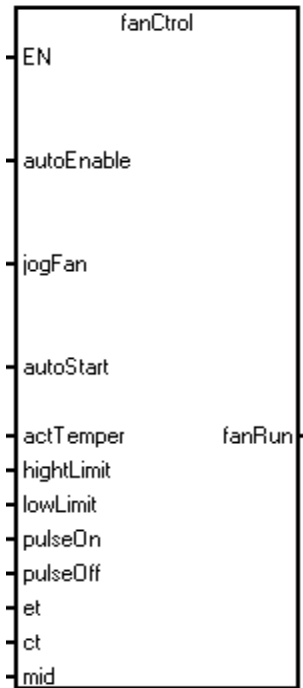 fanCtrol
EN
autoEnable
jogFan
autoStart
actTemper fanRun
hightLimit
lowLimit
pulseOn
pulseOff
et
ct
mid